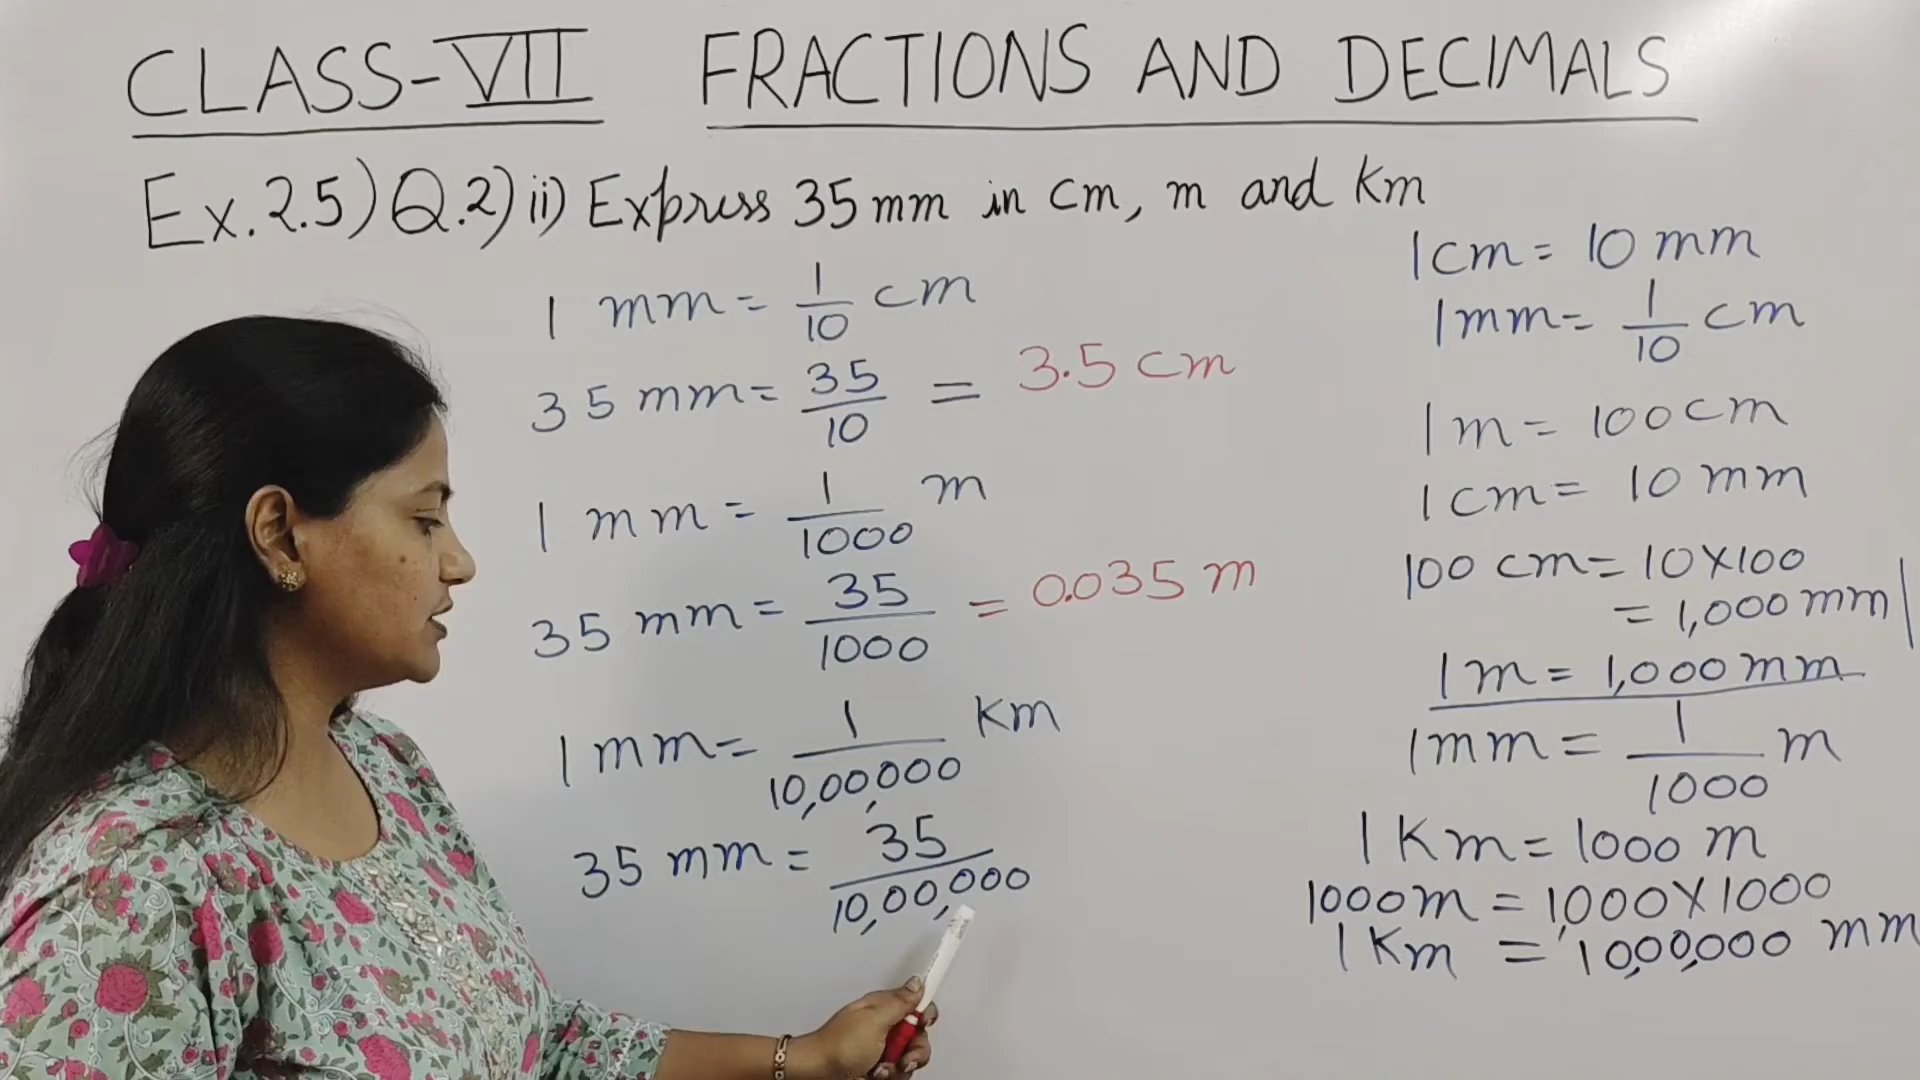 CLASS-VII FRACTIONS AND DECIMALS
Ex.2.5) Q.2) ii) Express 35 mm in cm, m and km
1 mm = 1/10 cm
35 mm = 35/10 = 3.5 cm
1 mm = 1/1000 m
35 mm = 35/1000 = 0.035 m
1 mm = 1/10,00,000 Km
35 mm = 35/10,00,000
1 cm = 10 mm
1 mm = 1/10 cm
1 m = 100 cm
1 cm = 10 mm
100 cm = 10 X 100
= 1,000 mm
1 m = 1,000 mm
1 mm = 1/1000 m
1 Km = 1000 m
1000 m = 1,000 X 1000
1 Km = 10,00,000 mm